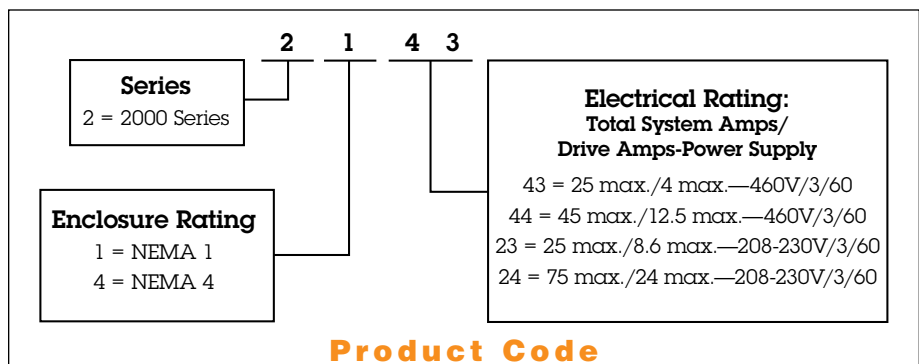 2 1 4 3
Series
2 = 2000 Series
Enclosure Rating
1 = NEMA 1
4 = NEMA 4
Electrical Rating:
Total System Amps/
Drive Amps-Power Supply
43 = 25 max./4 max.—460V/3/60
44 = 45 max./12.5 max.—460V/3/60
23 = 25 max./8.6 max.—208-230V/3/60
24 = 75 max./24 max.—208-230V/3/60
Product Code